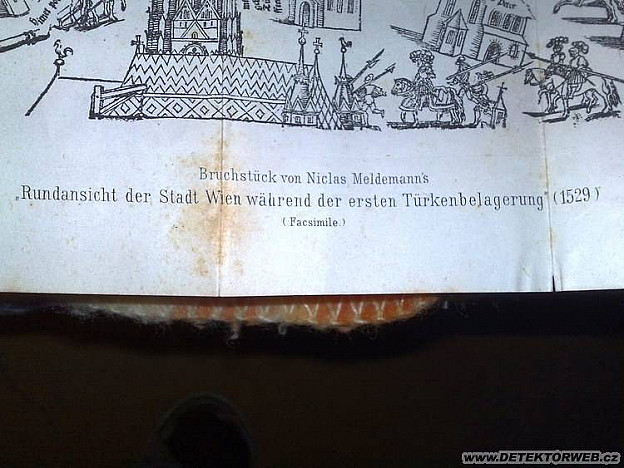 Bruchstück von Niclas Meldemann's
„Rundansicht der Stadt Wien während der ersten Türkenbelagerung" (1529)
(Facsimile.)
www.DETEKTORWEB.cz